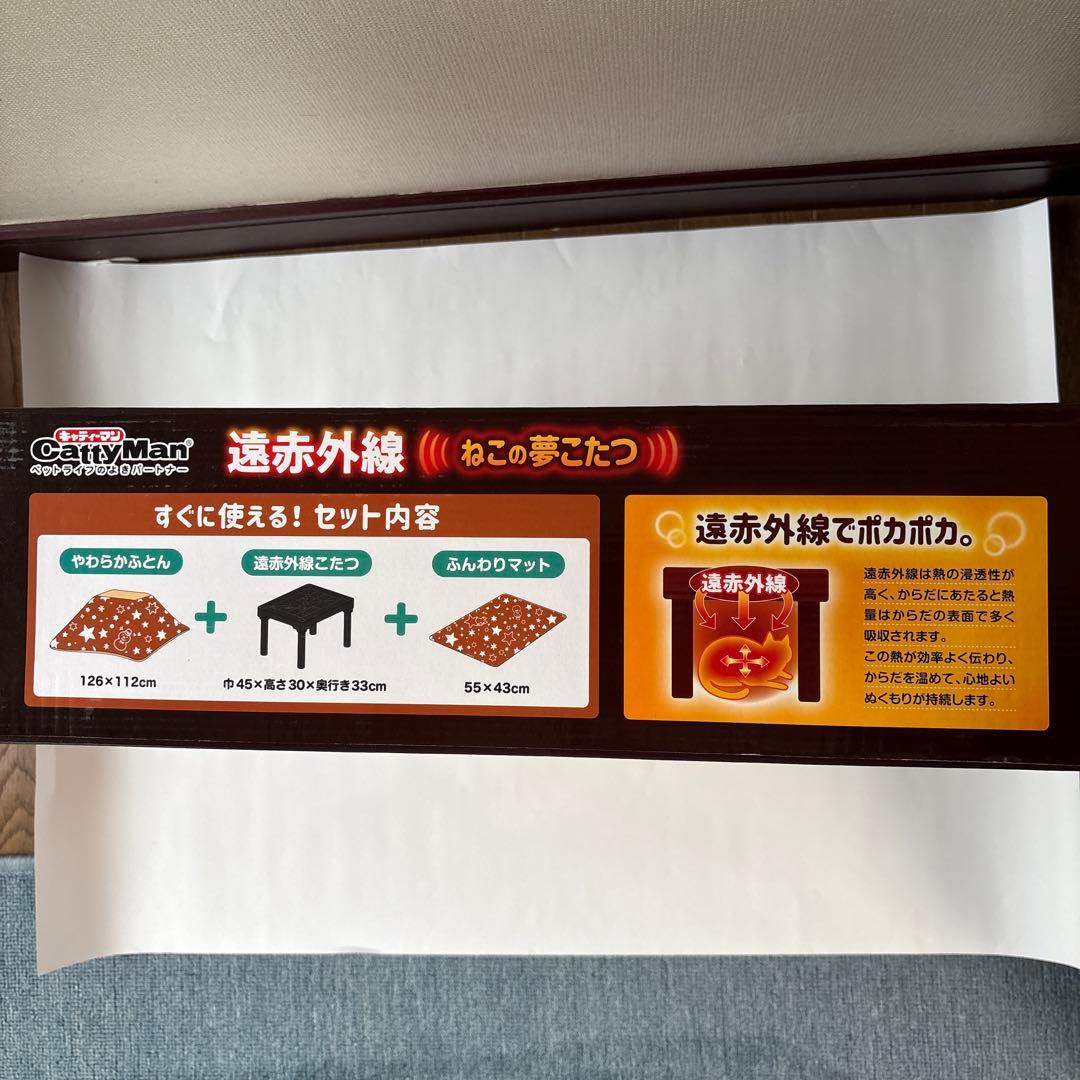 キャティーマン
CattyMan®
ペットライフのよきパートナー
遠赤外線 ねこの夢こたつ
すぐに使える!セット内容
やわらかふとん
126×112cm
+
遠赤外線こたつ
巾45×高さ30×奥行き33cm
+
ふんわりマット
55×43cm
遠赤外線でポカポカ。
遠赤外線
遠赤外線は熱の浸透性が
高く、からだにあたると熱
量はからだの表面で多く
吸収されます。
この熱が効率よく伝わり、
からだを温めて、心地よい
ぬくもりが持続します。